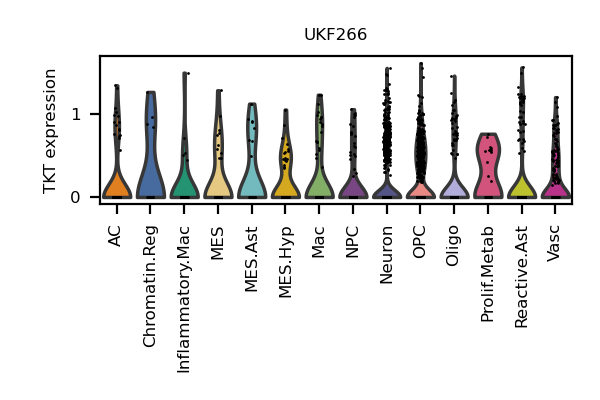 UKF266
TKT expression
1
0
AC
Chromatin.Reg
Inflammatory.Mac
MES
MES.Ast
MES.Hyp
Mac
NPC
Neuron
OPC
Oligo
Prolif.Metab
Reactive.Ast
Vasc